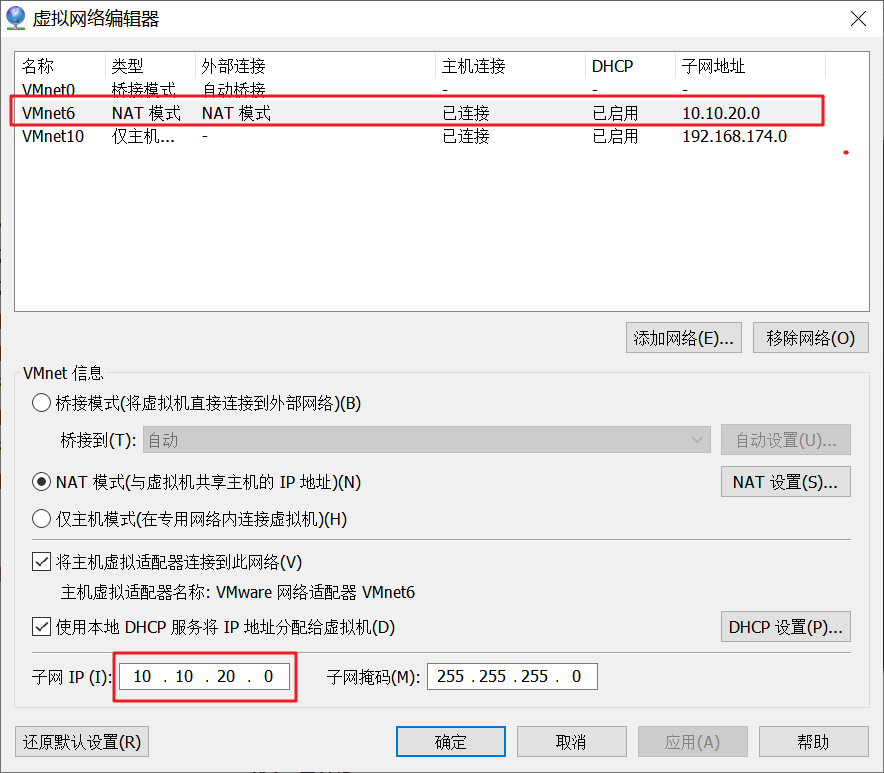 虚拟网络编辑器
名称 类型 外部连接 主机连接 DHCP 子网地址
VMnet0 桥接模式 自动桥接 - - -
VMnet6 NAT 模式 NAT 模式 已连接 已启用 10.10.20.0
VMnet10 仅主机... - 已连接 已启用 192.168.174.0
添加网络(E)... 移除网络(O)
VMnet 信息
桥接模式(将虚拟机直接连接到外部网络)(B)
桥接到(T): 自动 自动设置(U)...
NAT 模式(与虚拟机共享主机的 IP 地址)(N) NAT 设置(S)...
仅主机模式(在专用网络内连接虚拟机)(H)
将主机虚拟适配器连接到此网络(V)
主机虚拟适配器名称: VMware 网络适配器 VMnet6
使用本地 DHCP 服务将 IP 地址分配给虚拟机(D) DHCP 设置(P)...
子网 IP (I): 10 . 10 . 20 . 0 子网掩码(M): 255 . 255 . 255 . 0
还原默认设置(R) 确定 取消 应用(A) 帮助